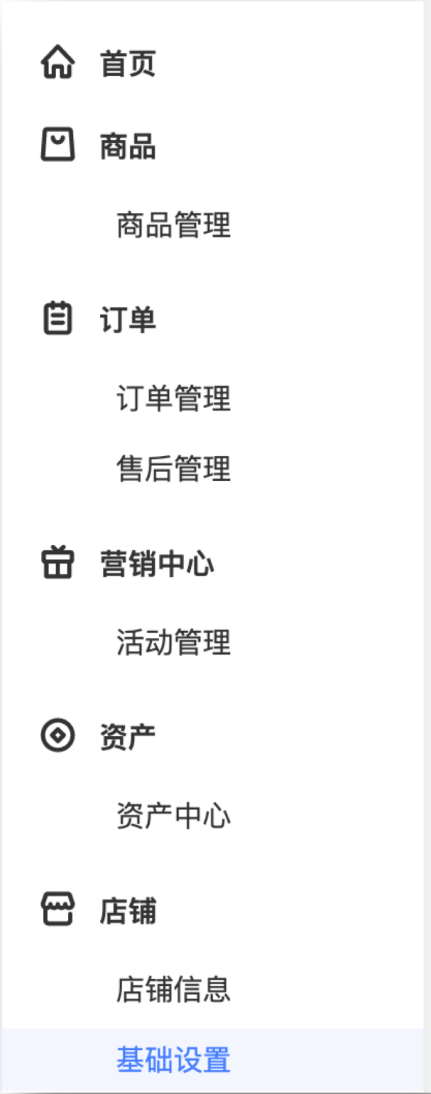 首页
商品
商品管理
订单
订单管理
售后管理
营销中心
活动管理
资产
资产中心
店铺
店铺信息
基础设置